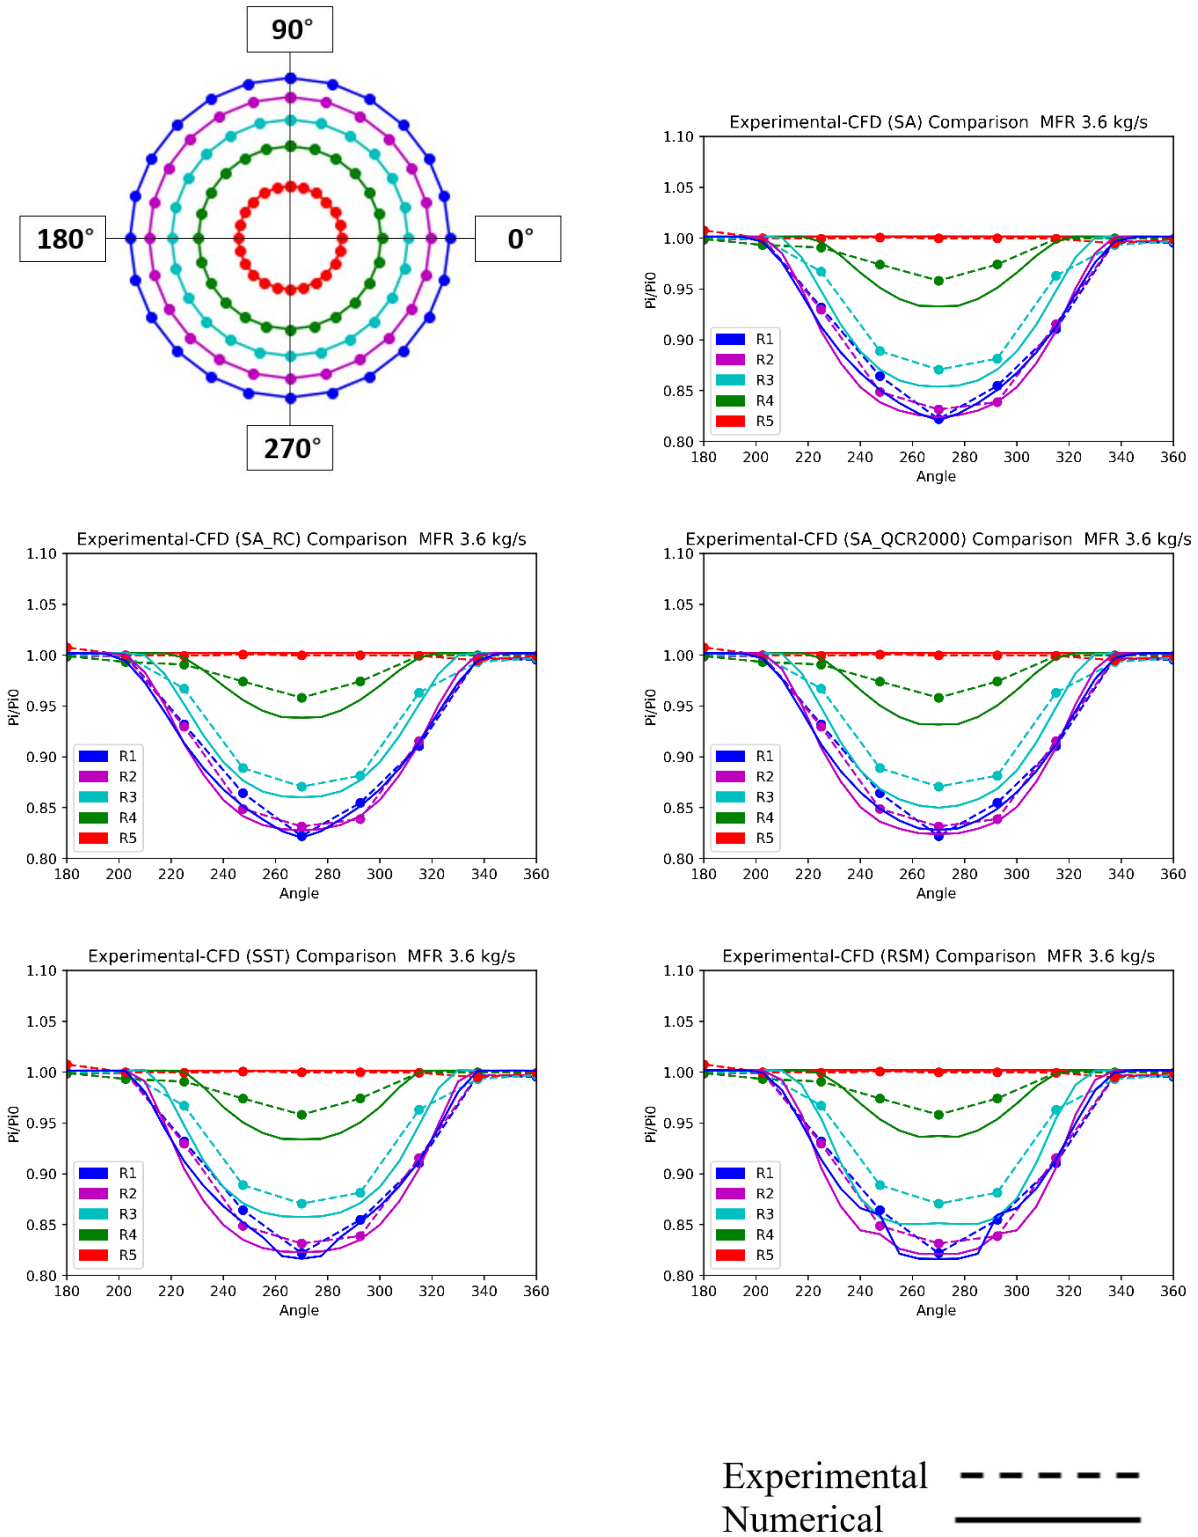 90°
180°
0°
270°
Experimental-CFD (SA) Comparison MFR 3.6 kg/s
1.10
1.05
1.00
0.95
0.90
0.85
0.80
Pi/Pi0
R1
R2
R3
R4
R5
180 200 220 240 260 280 300 320 340 360
Angle
Experimental-CFD (SA_RC) Comparison MFR 3.6 kg/s
1.10
1.05
1.00
0.95
0.90
0.85
0.80
Pi/Pi0
R1
R2
R3
R4
R5
180 200 220 240 260 280 300 320 340 360
Angle
Experimental-CFD (SA_QCR2000) Comparison MFR 3.6 kg/s
1.10
1.05
1.00
0.95
0.90
0.85
0.80
Pi/Pi0
R1
R2
R3
R4
R5
180 200 220 240 260 280 300 320 340 360
Angle
Experimental-CFD (SST) Comparison MFR 3.6 kg/s
1.10
1.05
1.00
0.95
0.90
0.85
0.80
Pi/Pi0
R1
R2
R3
R4
R5
180 200 220 240 260 280 300 320 340 360
Angle
Experimental-CFD (RSM) Comparison MFR 3.6 kg/s
1.10
1.05
1.00
0.95
0.90
0.85
0.80
Pi/Pi0
R1
R2
R3
R4
R5
180 200 220 240 260 280 300 320 340 360
Angle
Experimental
Numerical